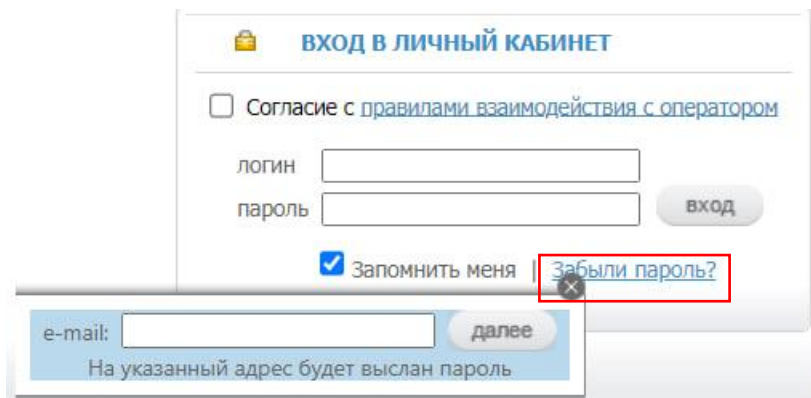 ВХОД В ЛИЧНЫЙ КАБИНЕТ
Согласие с правилами взаимодействия с оператором
логин
пароль вход
Запомнить меня | Забыли пароль?
e-mail: далее
На указанный адрес будет выслан пароль